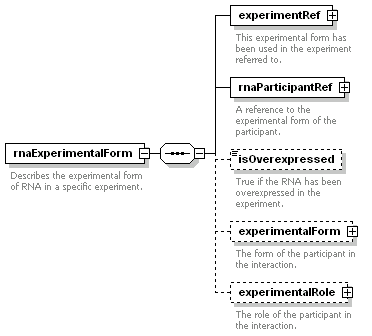 experimentRef
This experimental form has
been used in the experiment
referred to.
rnaParticipantRef
A reference to the
experimental form of the
participant.
rnaExperimentalForm
Describes the experimental form
of RNA in a specific experiment.
isOverexpressed
True if the RNA has been
overexpressed in the
experiment.
experimentalForm
The form of the participant
in the interaction.
experimentalRole
The role of the participant in
the interaction.